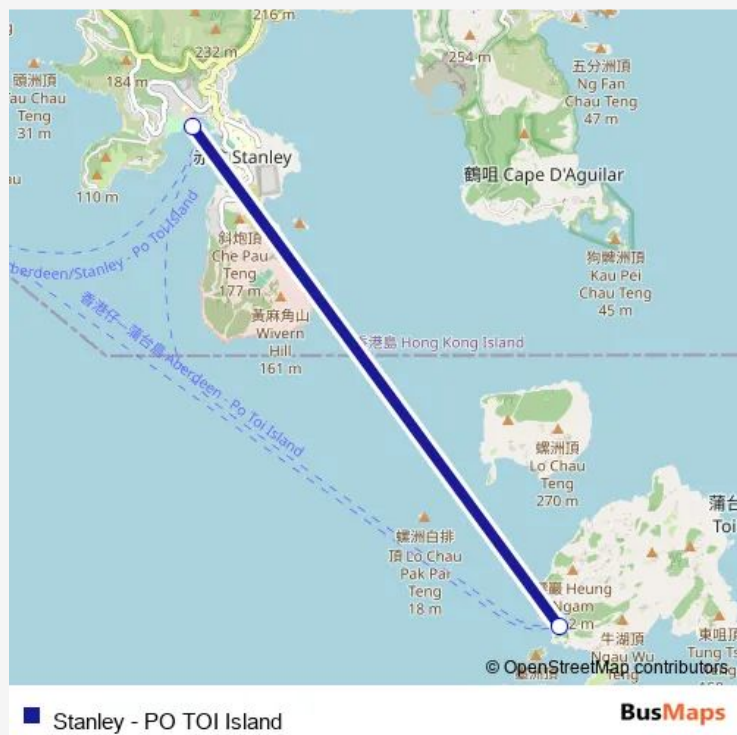 216 m
232 m
254 m
184 m
頭洲頂
au Chau
Teng
31 m
五分洲頂
Ng Fan
Chau Teng
47 m
Stanley
鶴咀 Cape D'Aguilar
110 m
斜炮頂
Che Pau
Teng
177 m
狗髀洲頂
Kau Pei
Chau Teng
45 m
berdeen/Stanley - Po Toi Island
香港仔—蒲台島 Aberdeen - Po Toi Island
黃麻角山
Wivern
Hill
161 m
香港島 Hong Kong Island
螺洲頂
Lo Chau
Teng
270 m
蒲台
Toi
螺洲白排
頂 Lo Chau
Pak Pai
Teng
18 m
Heung
Ngam
2 m
牛湖頂
Ngau Wu
Teng
東咀頂
Tung Ts
© OpenStreetMap contributors
Stanley - PO TOI Island
BusMaps